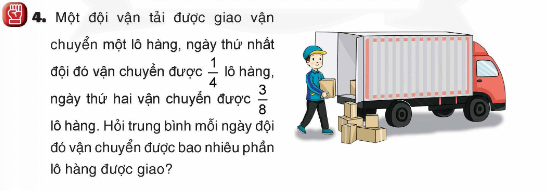 4. Một đội vận tải được giao vận
chuyển một lô hàng, ngày thứ nhất
đội đó vận chuyển được 1/4 lô hàng,
ngày thứ hai vận chuyển được 3/8
lô hàng. Hỏi trung bình mỗi ngày đội
đó vận chuyển được bao nhiêu phần
lô hàng được giao?